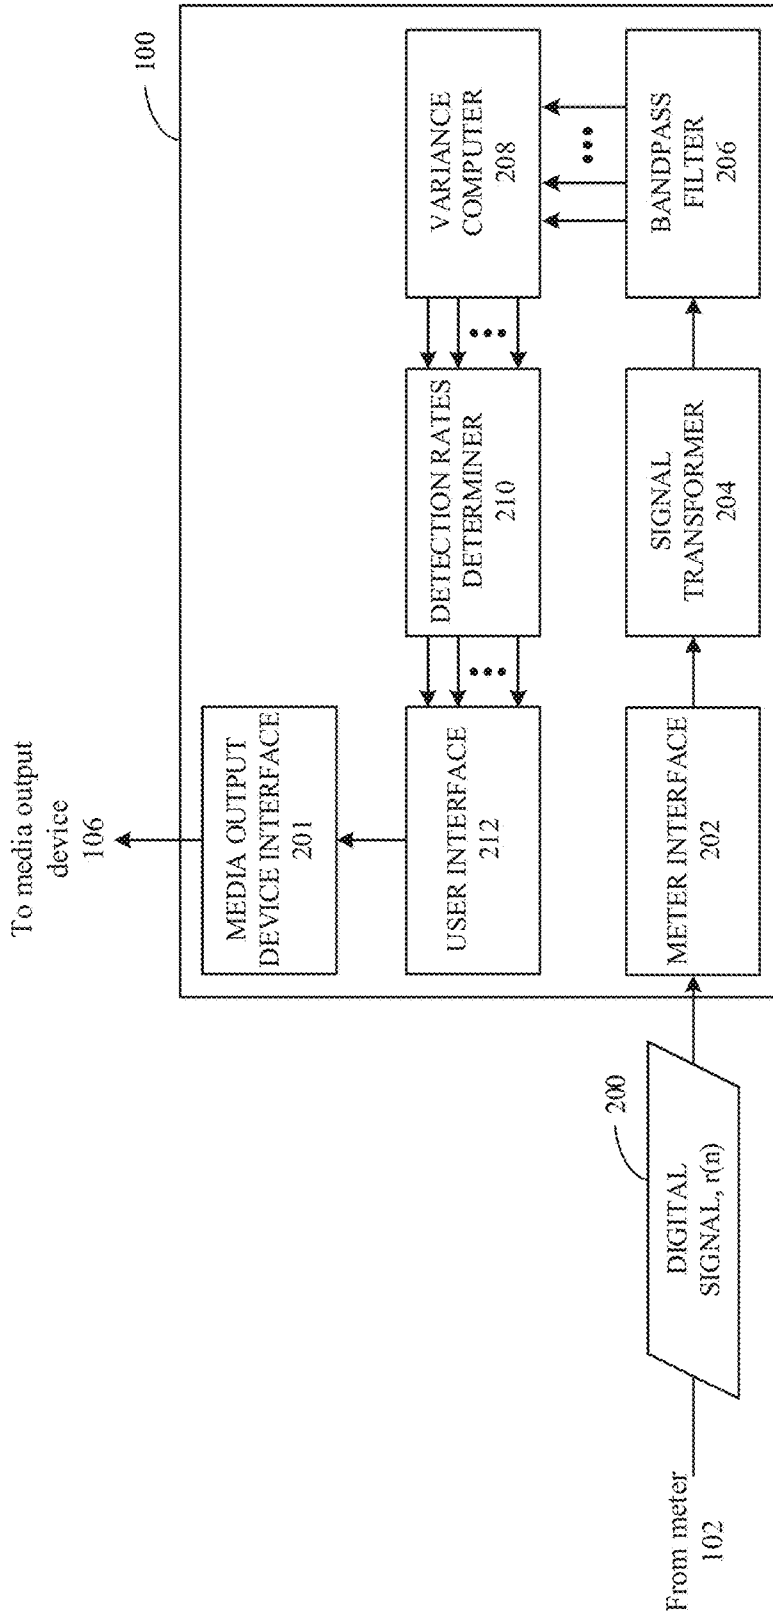 To media output
device
106
100
MEDIA OUTPUT
DEVICE INTERFACE
201
USER INTERFACE
212
DETECTION RATES
DETERMINER
210
VARIANCE
COMPUTER
208
METER INTERFACE
202
SIGNAL
TRANSFORMER
204
BANDPASS
FILTER
206
200
DIGITAL
SIGNAL, r(n)
From meter
102